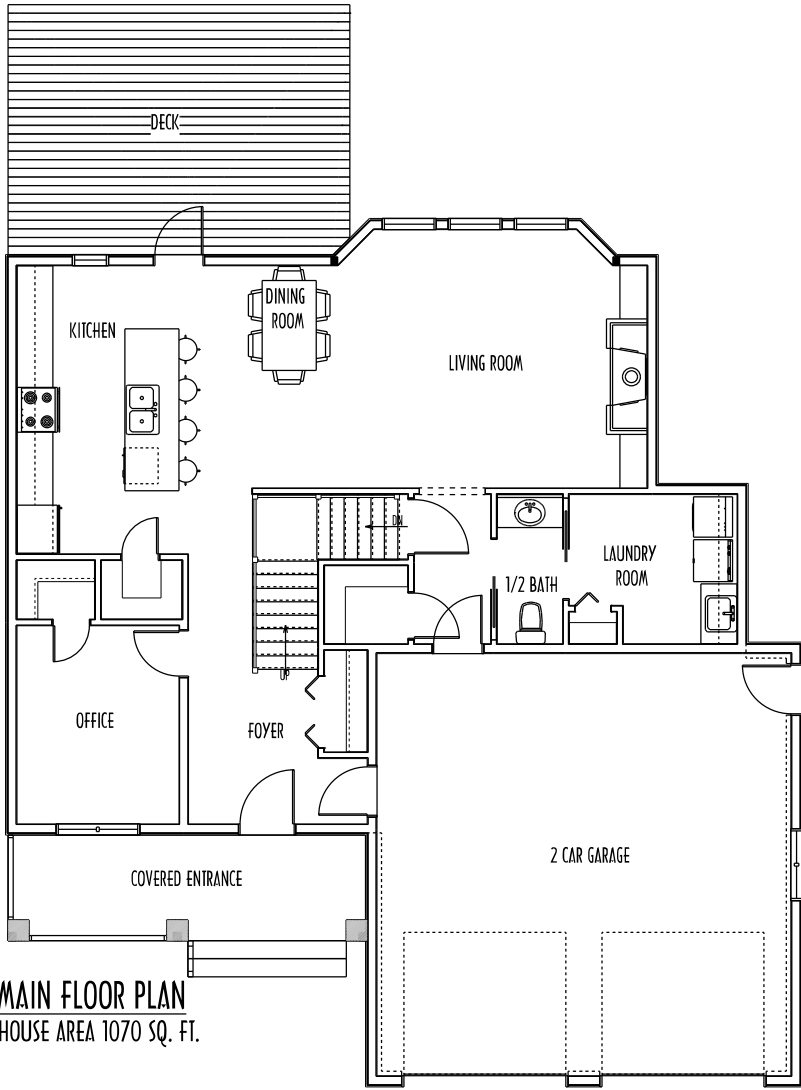 DECK
DINING
ROOM
KITCHEN
LIVING ROOM
DN
LAUNDRY
ROOM
1/2 BATH
UP
OFFICE
FOYER
2 CAR GARAGE
COVERED ENTRANCE
MAIN FLOOR PLAN
HOUSE AREA 1070 SQ. FT.